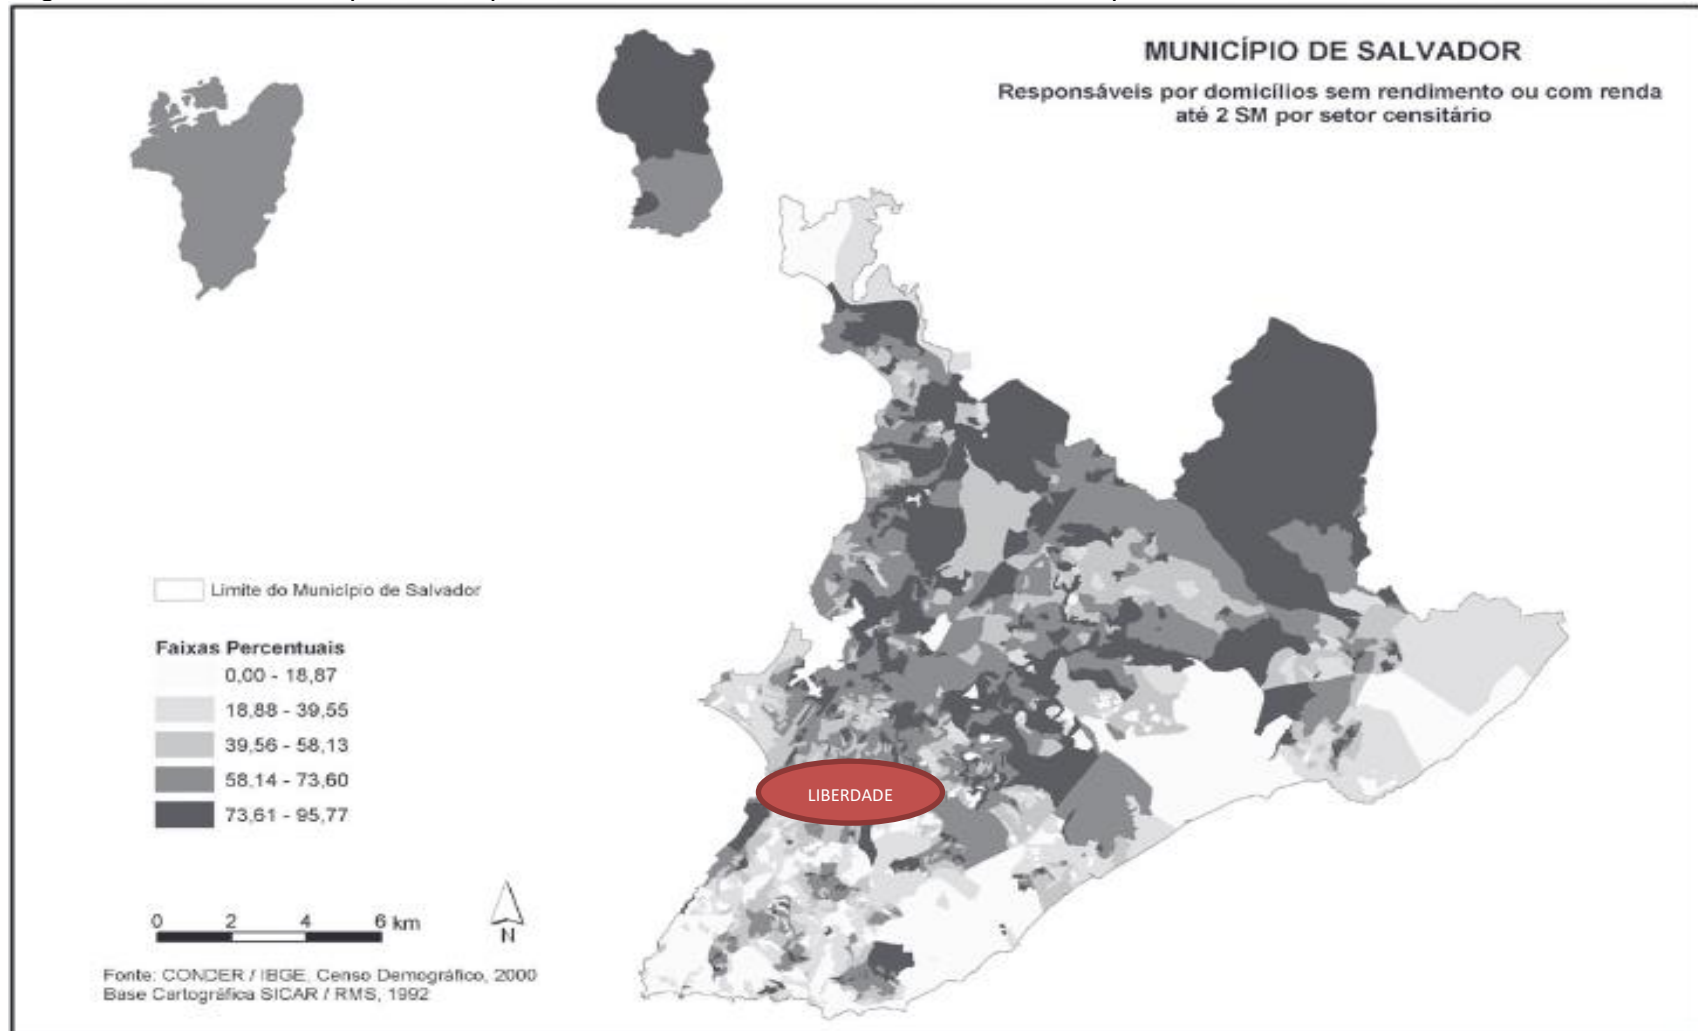 MUNICÍPIO DE SALVADOR
Responsáveis por domicílios sem rendimento ou com renda
até 2 SM por setor censitário
LIBERDADE
Limite do Município de Salvador
Faixas Percentuais
0,00 - 18,87
18,88 - 39,55
39,56 - 58,13
58,14 - 73,60
73,61 - 95,77
0 2 4 6 km
N
Fonte: CONDER / IBGE, Censo Demográfico, 2000
Base Cartográfica SICAR / RMS, 1992